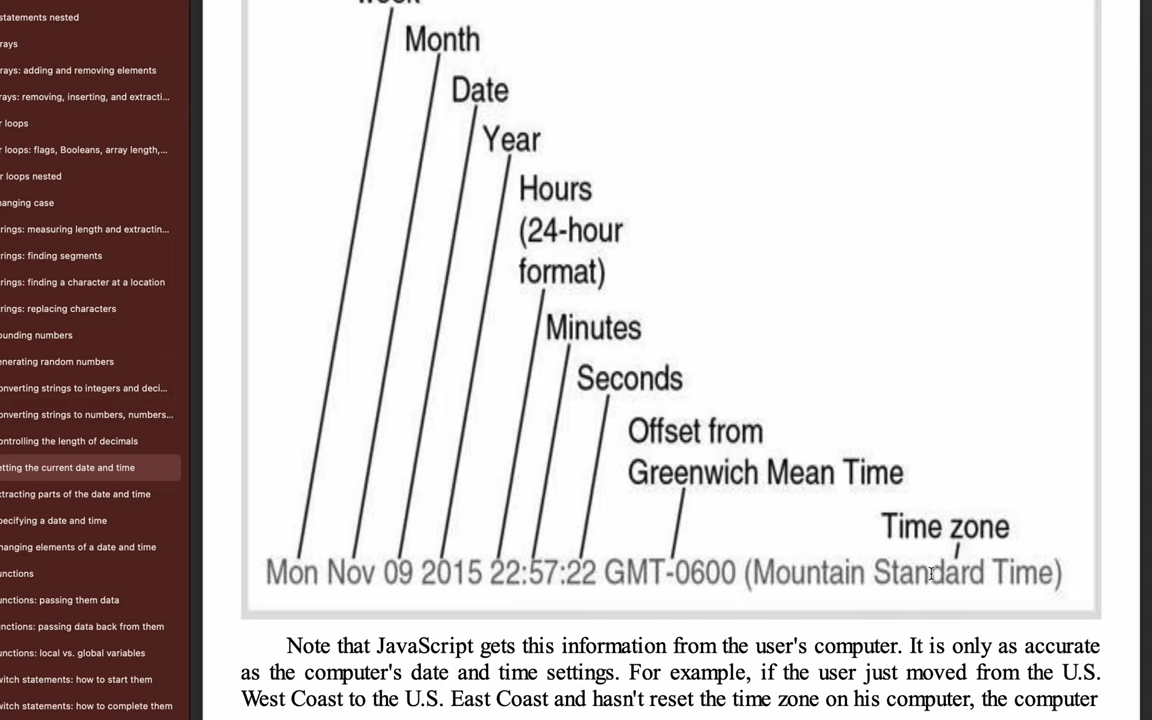 statements nested
rays
rays: adding and removing elements
rays: removing, inserting, and extracti...
r loops
r loops: flags, Booleans, array length,...
r loops nested
hanging case
rings: measuring length and extractin...
rings: finding segments
rings: finding a character at a location
rings: replacing characters
ounding numbers
enerating random numbers
onverting strings to integers and deci...
onverting strings to numbers, numbers...
ontrolling the length of decimals
etting the current date and time
xtracting parts of the date and time
pecifying a date and time
hanging elements of a date and time
unctions
unctions: passing them data
unctions: passing data back from them
unctions: local vs. global variables
witch statements: how to start them
witch statements: how to complete them
week
Month
Date
Year
Hours
(24-hour
format)
Minutes
Seconds
Offset from
Greenwich Mean Time
Time zone
Mon Nov 09 2015 22:57:22 GMT-0600 (Mountain Standard Time)
Note that JavaScript gets this information from the user's computer. It is only as accurate
as the computer's date and time settings. For example, if the user just moved from the U.S.
West Coast to the U.S. East Coast and hasn't reset the time zone on his computer, the computer